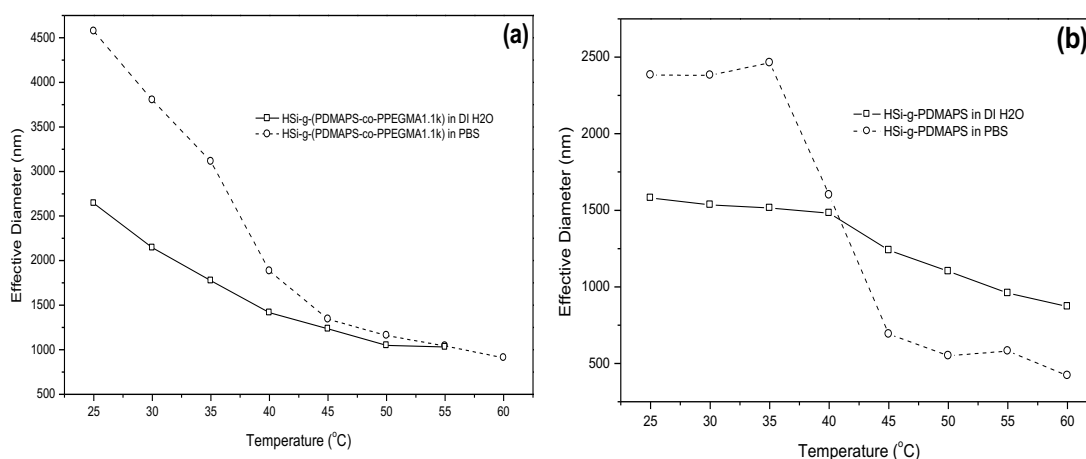 (a)
4500
4000
3500
3000
2500
2000
1500
1000
500
Effective Diameter (nm)
HSi-g-(PDMAPS-co-PPEGMA1.1k) in DI H2O
HSi-g-(PDMAPS-co-PPEGMA1.1k) in PBS
25 30 35 40 45 50 55 60
Temperature (°C)
(b)
2500
2000
1500
1000
500
Effective Diameter (nm)
HSi-g-PDMAPS in DI H2O
HSi-g-PDMAPS in PBS
25 30 35 40 45 50 55 60
Temperature (°C)